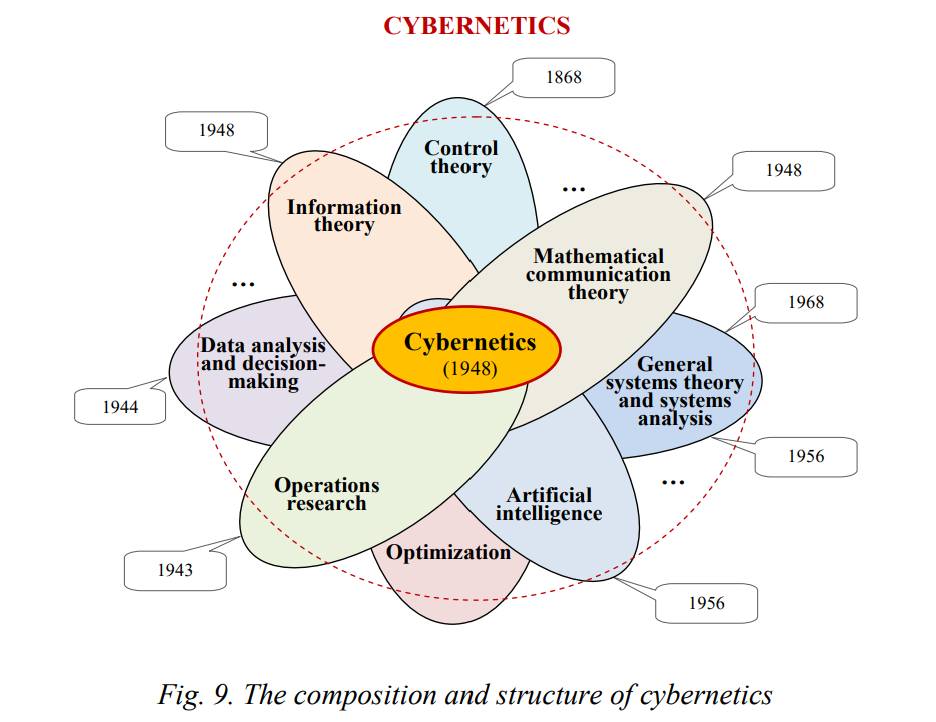 CYBERNETICS
1868
1948
Control
theory
...
1948
Information
theory
Mathematical
communication
theory
...
1968
Cybernetics
(1948)
Data analysis
and decision-
making
General
systems theory
and systems
analysis
1944
1956
...
Operations
research
Artificial
intelligence
Optimization
1943
1956
Fig. 9. The composition and structure of cybernetics